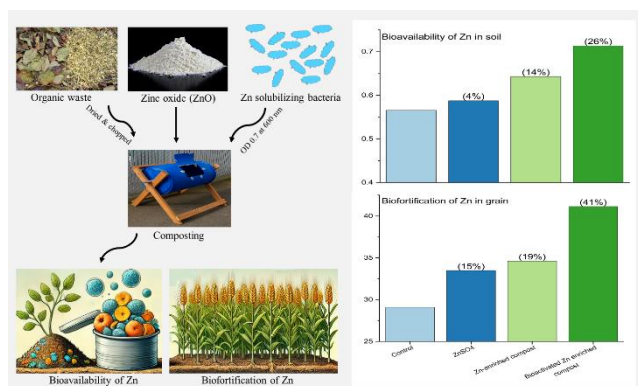 Organic waste
Zinc oxide (ZnO)
Zn solubilizing bacteria
Dried & chopped
OD 0.7 at 600 nm
Composting
Bioavailability of Zn
Biofortification of Zn
Bioavailability of Zn in soil
0.7
0.6
0.5
0.4
(4%)
(14%)
(26%)
Biofortification of Zn in grain
40
35
30
25
(15%)
(19%)
(41%)
Control
ZnSO4
Zn-enriched compost
Bioactivated Zn enriched
compost